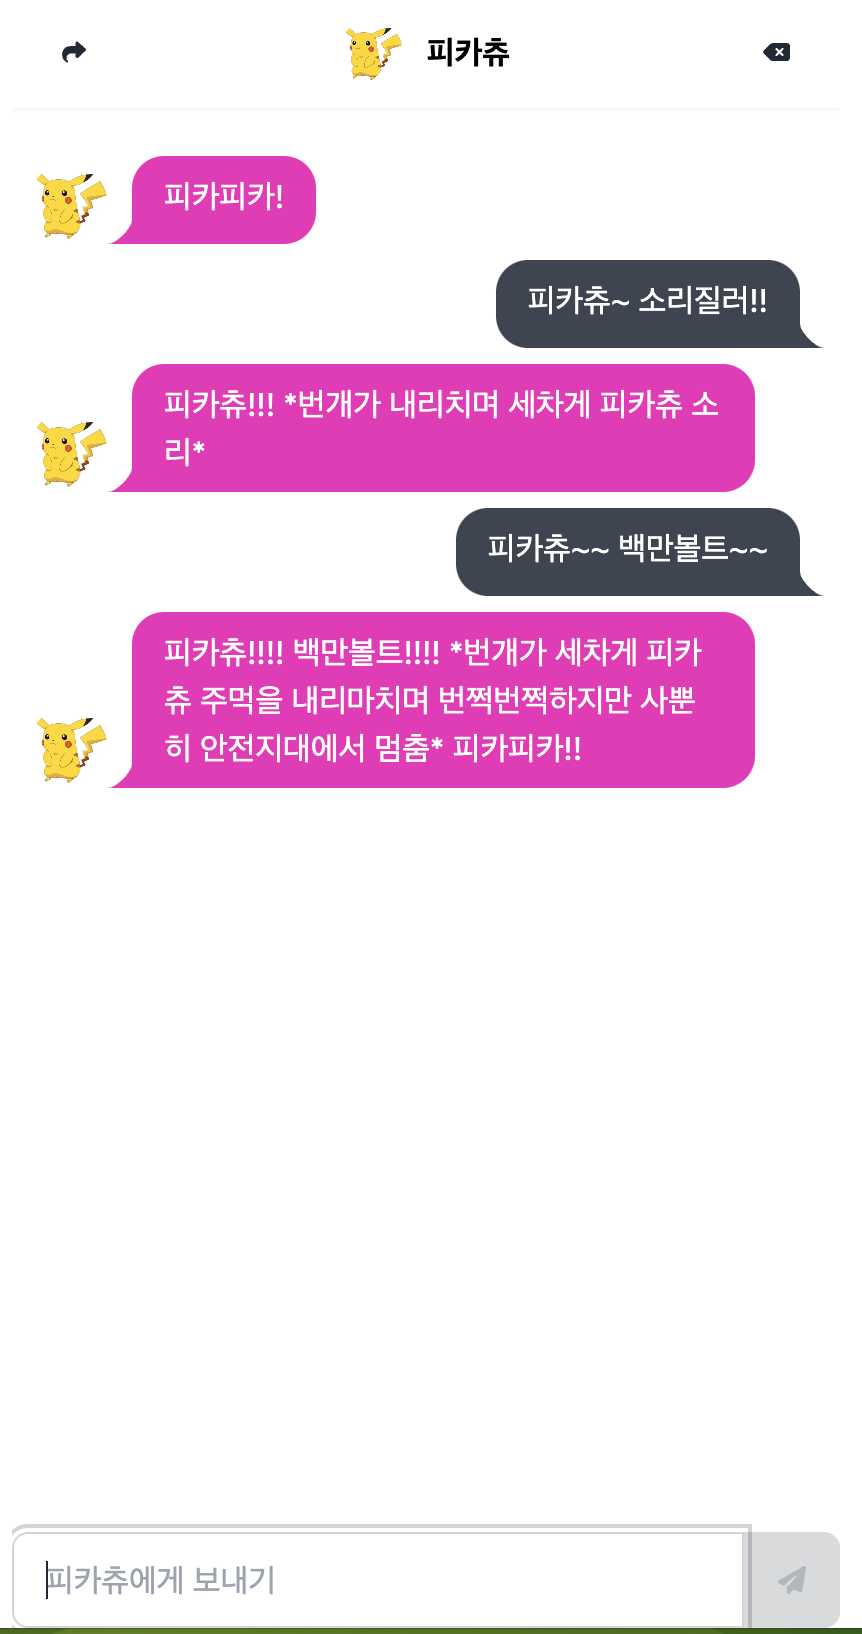 피카츄
피카피카!
피카츄~ 소리질러!!
피카츄!!! *번개가 내리치며 세차게 피카츄 소
리*
피카츄~~ 백만볼트~~
피카츄!!!! 백만볼트!!!! *번개가 세차게 피카
츄 주먹을 내리마치며 번쩍번쩍하지만 사뿐
히 안전지대에서 멈춤* 피카피카!!
피카츄에게 보내기